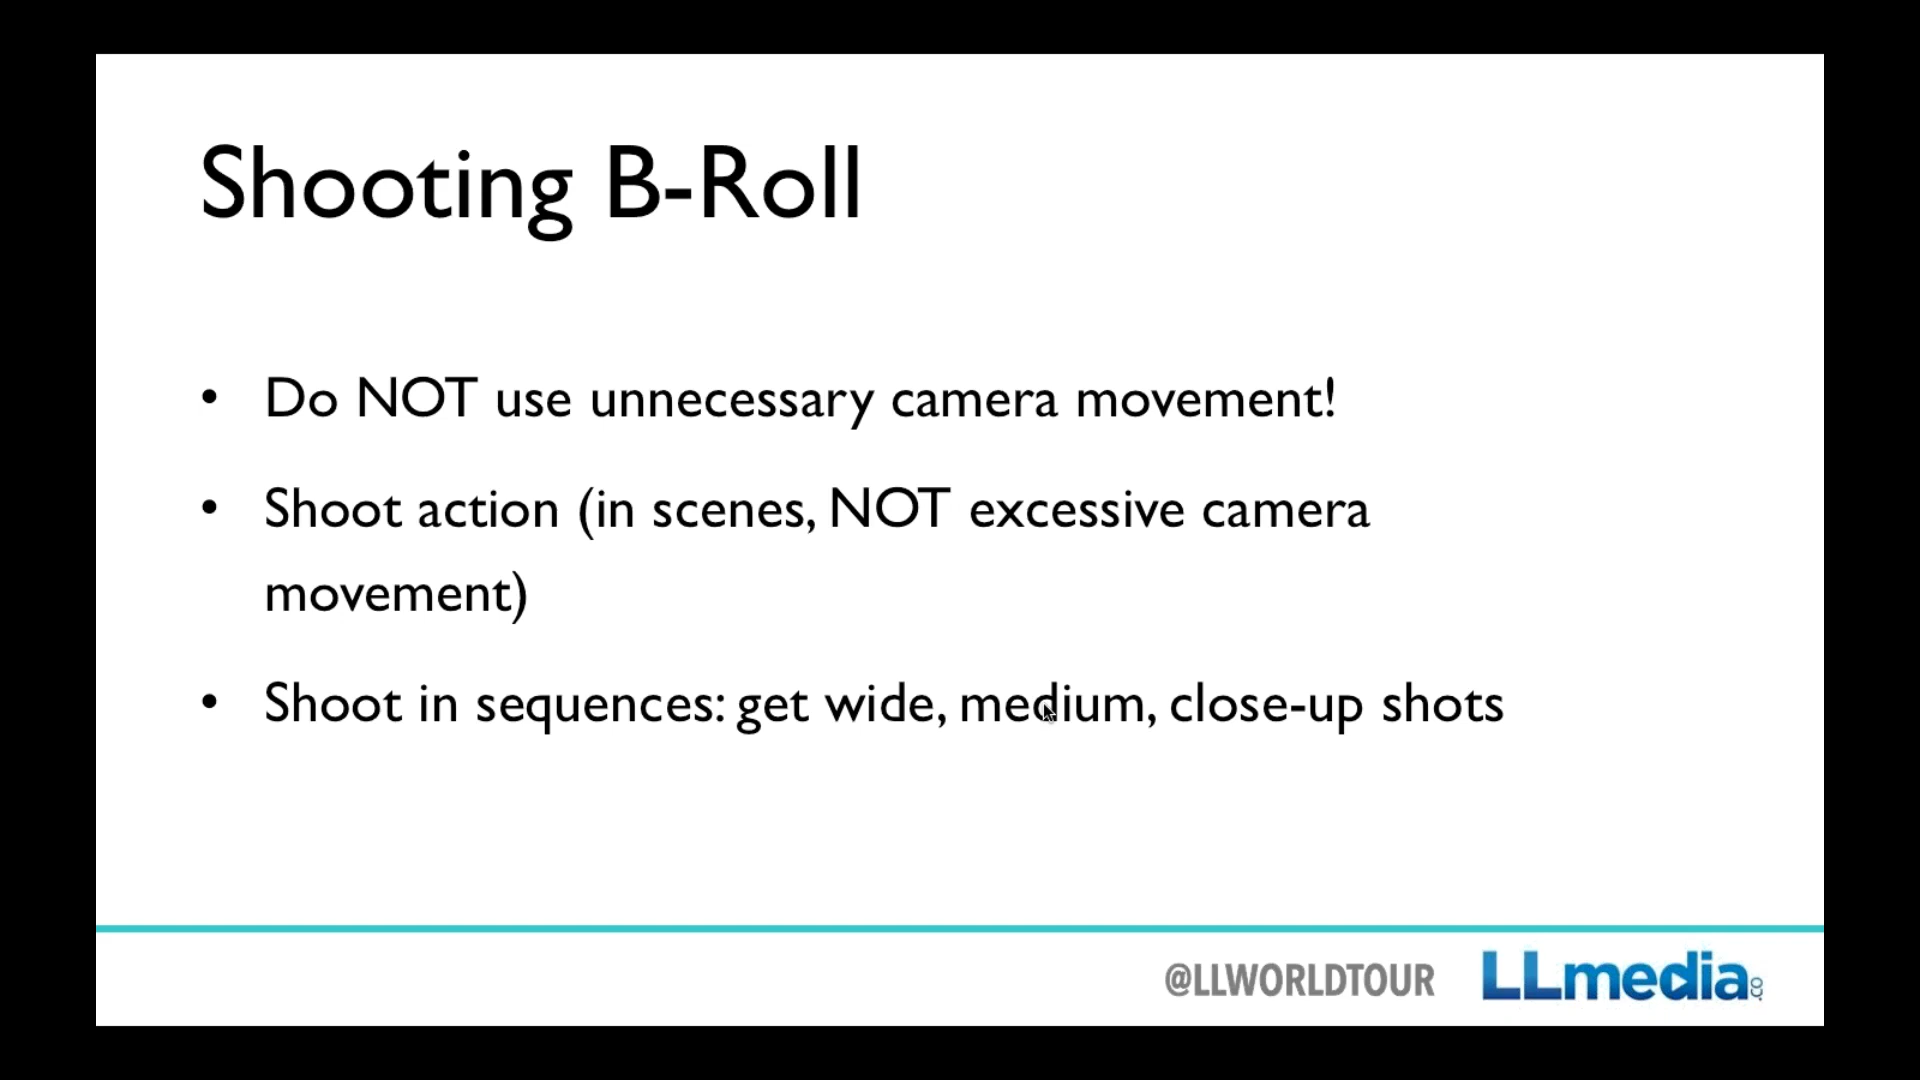 Shooting B-Roll
• Do NOT use unnecessary camera movement!
• Shoot action (in scenes, NOT excessive camera
movement)
• Shoot in sequences: get wide, medium, close-up shots
@LLWORLDTOUR LLmedia.co